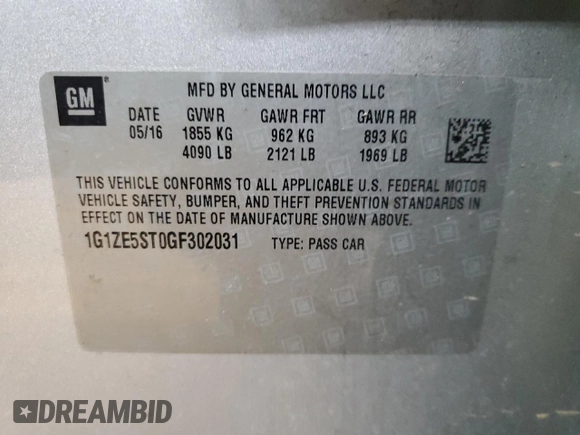 GM
MFD BY GENERAL MOTORS LLC
DATE GVWR GAWR FRT GAWR RR
05/16 1855 KG 962 KG 893 KG
4090 LB 2121 LB 1969 LB
THIS VEHICLE CONFORMS TO ALL APPLICABLE U.S. FEDERAL MOTOR
VEHICLE SAFETY, BUMPER, AND THEFT PREVENTION STANDARDS IN
EFFECT ON THE DATE OF MANUFACTURE SHOWN ABOVE.
1G1ZE5ST0GF302031 TYPE: PASS CAR
DREAMBID